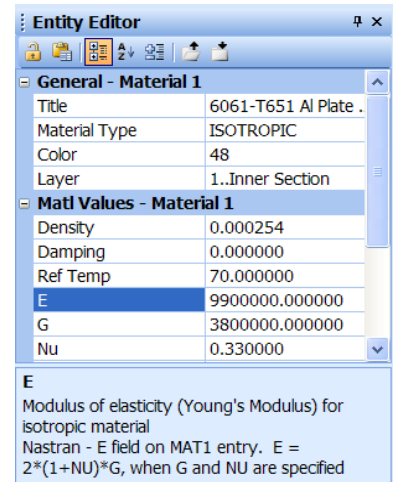 Entity Editor
General - Material 1
Title 6061-T651 Al Plate .
Material Type ISOTROPIC
Color 48
Layer 1..Inner Section
Matl Values - Material 1
Density 0.000254
Damping 0.000000
Ref Temp 70.000000
E 9900000.000000
G 3800000.000000
Nu 0.330000
E
Modulus of elasticity (Young's Modulus) for
isotropic material
Nastran - E field on MAT1 entry. E =
2*(1+NU)*G, when G and NU are specified